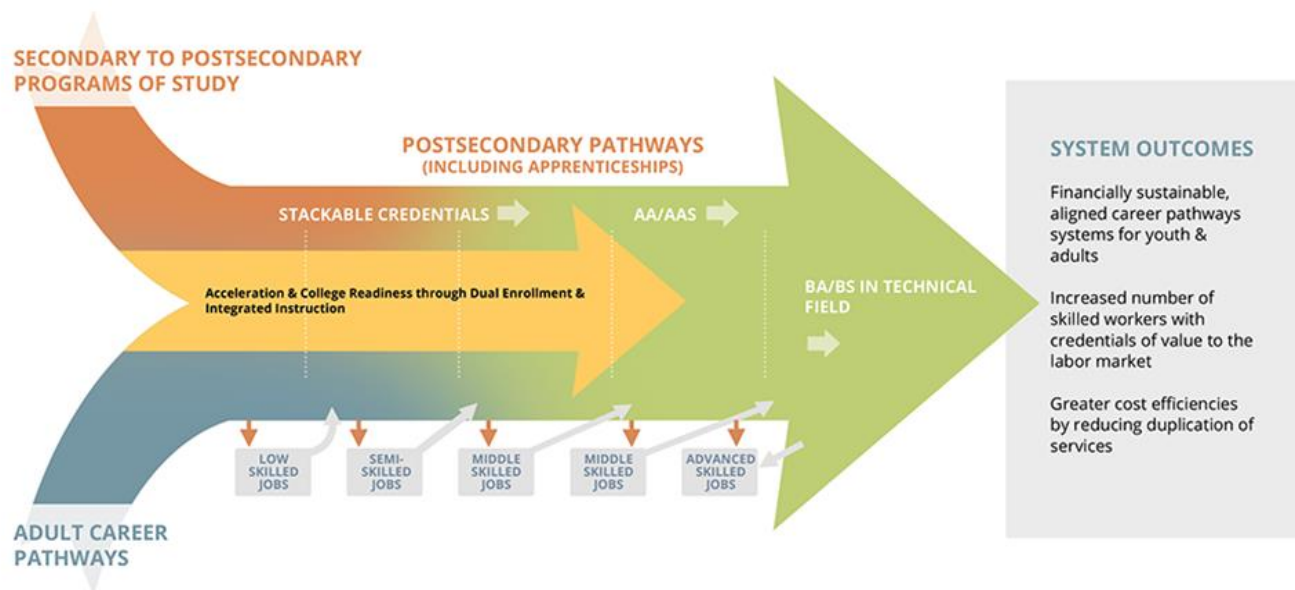 SECONDARY TO POSTSECONDARY
PROGRAMS OF STUDY
POSTSECONDARY PATHWAYS
(INCLUDING APPRENTICESHIPS)
STACKABLE CREDENTIALS
AA/AAS
Acceleration & College Readiness through Dual Enrollment &
Integrated Instruction
BA/BS IN TECHNICAL
FIELD
LOW
SKILLED
JOBS
SEMI-
SKILLED
JOBS
MIDDLE
SKILLED
JOBS
MIDDLE
SKILLED
JOBS
ADVANCED
SKILLED
JOBS
ADULT CAREER
PATHWAYS
SYSTEM OUTCOMES
Financially sustainable,
aligned career pathways
systems for youth &
adults
Increased number of
skilled workers with
credentials of value to the
labor market
Greater cost efficiencies
by reducing duplication of
services